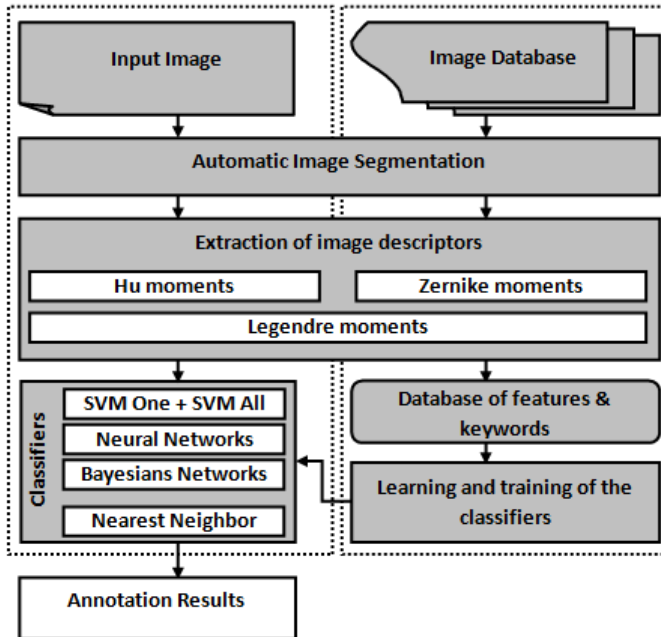 Input Image
Image Database
Automatic Image Segmentation
Extraction of image descriptors
Hu moments
Zernike moments
Legendre moments
Classifiers
SVM One + SVM All
Neural Networks
Bayesians Networks
Nearest Neighbor
Database of features &
keywords
Learning and training of the
classifiers
Annotation Results